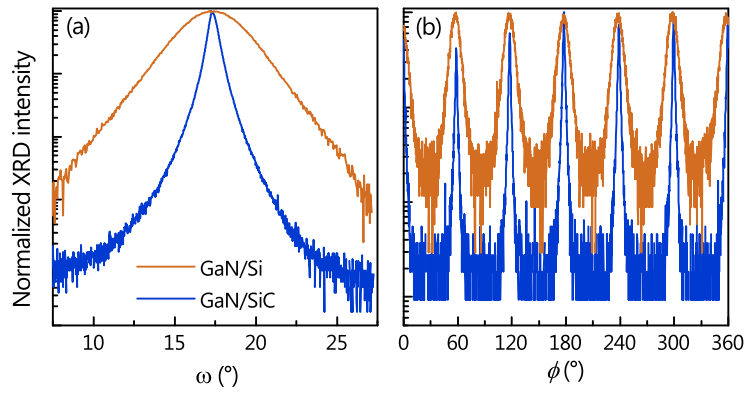 (a)
(b)
Normalized XRD intensity
GaN/Si
GaN/SiC
10 15 20 25
0 60 120 180 240 300 360
ω (°)
ϕ (°)